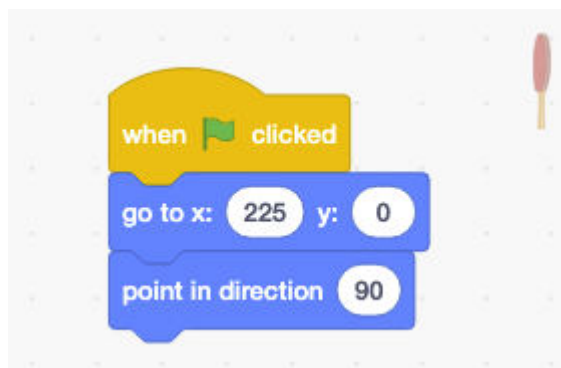 when clicked
go to x: 225 y: 0
point in direction 90